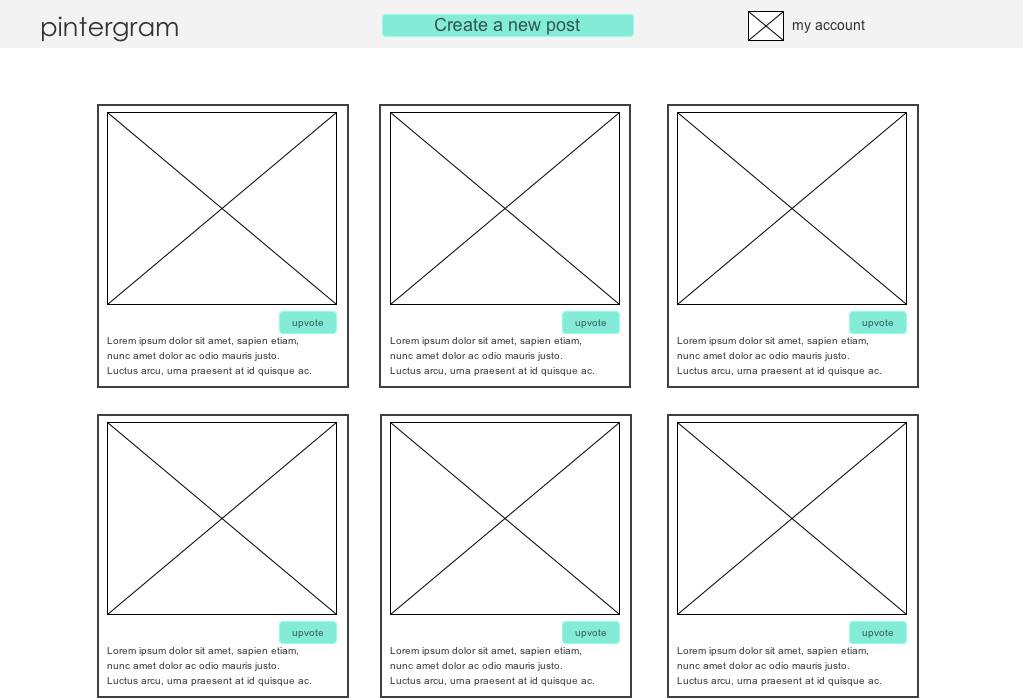 pintergram
Create a new post
my account
upvote
Lorem ipsum dolor sit amet, sapien etiam,
nunc amet dolor ac odio mauris justo.
Luctus arcu, urna praesent at id quisque ac.
upvote
Lorem ipsum dolor sit amet, sapien etiam,
nunc amet dolor ac odio mauris justo.
Luctus arcu, urna praesent at id quisque ac.
upvote
Lorem ipsum dolor sit amet, sapien etiam,
nunc amet dolor ac odio mauris justo.
Luctus arcu, urna praesent at id quisque ac.
upvote
Lorem ipsum dolor sit amet, sapien etiam,
nunc amet dolor ac odio mauris justo.
Luctus arcu, urna praesent at id quisque ac.
upvote
Lorem ipsum dolor sit amet, sapien etiam,
nunc amet dolor ac odio mauris justo.
Luctus arcu, urna praesent at id quisque ac.
upvote
Lorem ipsum dolor sit amet, sapien etiam,
nunc amet dolor ac odio mauris justo.
Luctus arcu, urna praesent at id quisque ac.